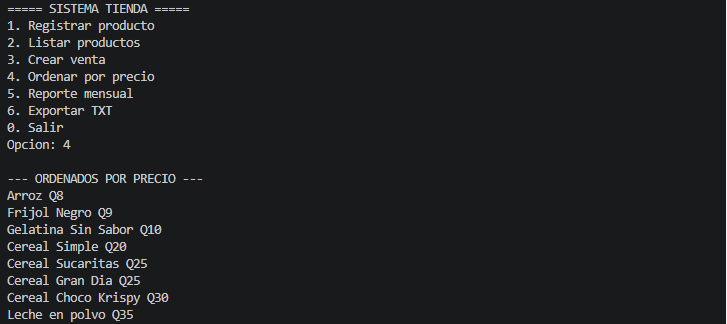 ===== SISTEMA TIENDA =====
1. Registrar producto
2. Listar productos
3. Crear venta
4. Ordenar por precio
5. Reporte mensual
6. Exportar TXT
0. Salir
Opcion: 4
--- ORDENADOS POR PRECIO ---
Arroz Q8
Frijol Negro Q9
Gelatina Sin Sabor Q10
Cereal Simple Q20
Cereal Sucaritas Q25
Cereal Gran Dia Q25
Cereal Choco Krispy Q30
Leche en polvo Q35